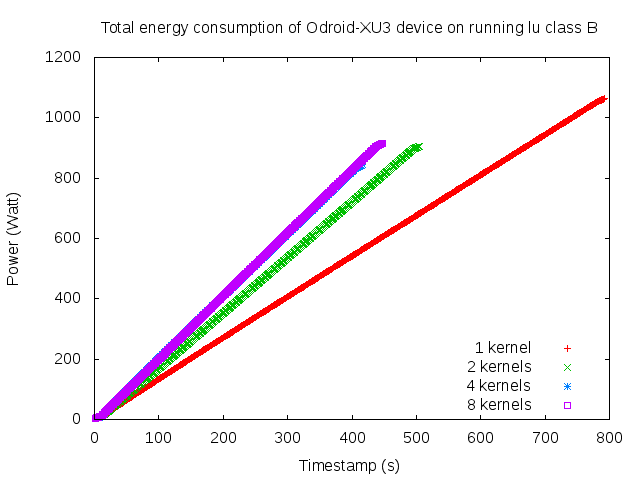 Total energy consumption of Odroid-XU3 device on running lu class B
1200
1000
800
600
400
200
0
Power (Watt)
1 kernel
2 kernels
4 kernels
8 kernels
0 100 200 300 400 500 600 700 800
Timestamp (s)